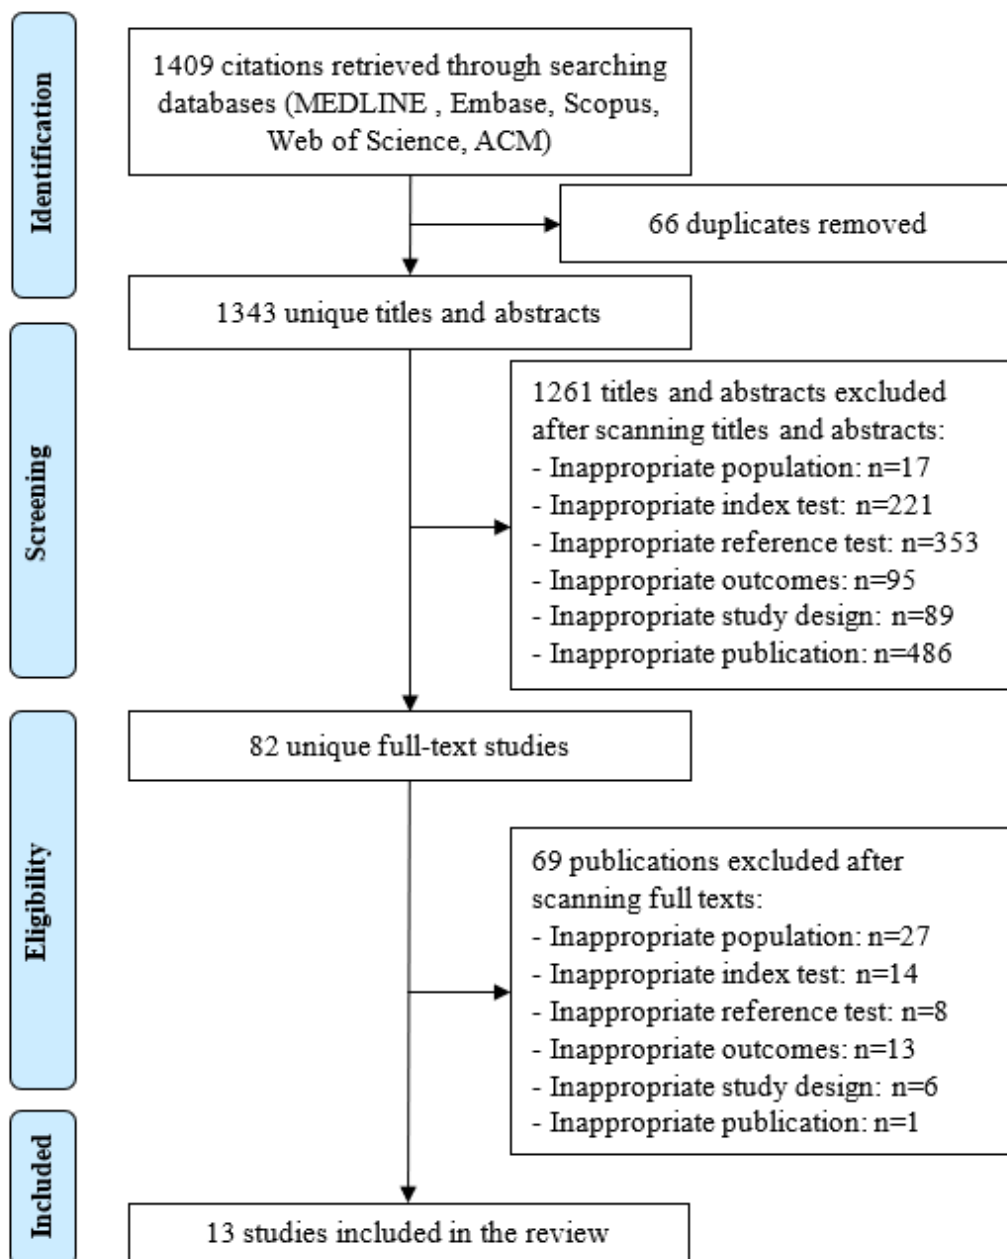 Identification
1409 citations retrieved through searching
databases (MEDLINE , Embase, Scopus,
Web of Science, ACM)
66 duplicates removed
1343 unique titles and abstracts
Screening
1261 titles and abstracts excluded
after scanning titles and abstracts:
- Inappropriate population: n=17
- Inappropriate index test: n=221
- Inappropriate reference test: n=353
- Inappropriate outcomes: n=95
- Inappropriate study design: n=89
- Inappropriate publication: n=486
82 unique full-text studies
Eligibility
69 publications excluded after
scanning full texts:
- Inappropriate population: n=27
- Inappropriate index test: n=14
- Inappropriate reference test: n=8
- Inappropriate outcomes: n=13
- Inappropriate study design: n=6
- Inappropriate publication: n=1
Included
13 studies included in the review